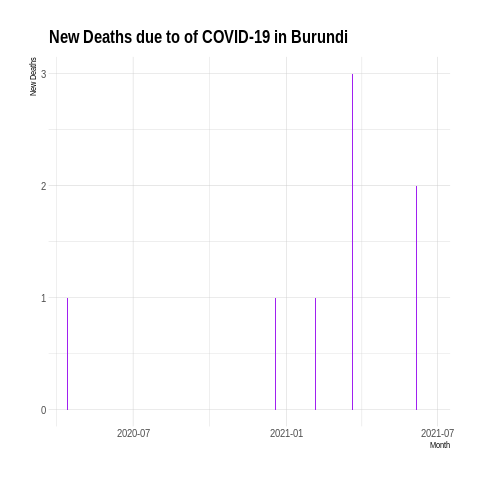 New Deaths due to of COVID-19 in Burundi
New Deaths
3
2
1
0
2020-07
2021-01
2021-07
Month